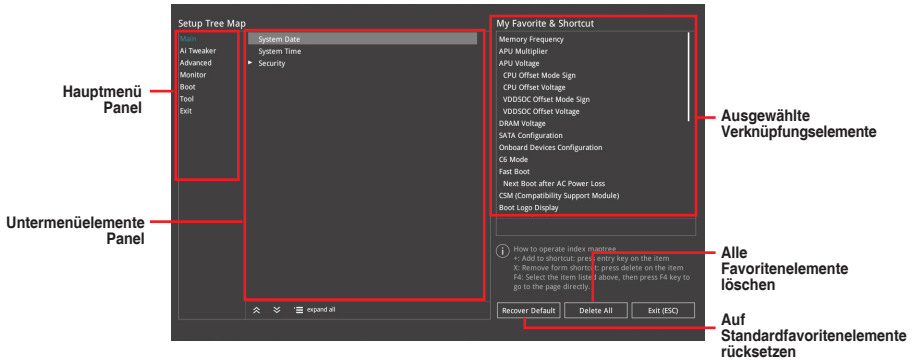 Setup Tree Map
Main
Ai Tweaker
Advanced
Monitor
Boot
Tool
Exit
System Date
System Time
Security
expand all
My Favorite & Shortcut
Memory Frequency
APU Multiplier
APU Voltage
CPU Offset Mode Sign
CPU Offset Voltage
VDDSOC Offset Mode Sign
VDDSOC Offset Voltage
DRAM Voltage
SATA Configuration
Onboard Devices Configuration
C6 Mode
Fast Boot
Next Boot after AC Power Loss
CSM (Compatibility Support Module)
Boot Logo Display
How to operate index maptree
+: Add to shortcut: press entry key on the item
X: Remove form shortcut: press delete on the item
F4: Select the item listed above, then press F4 key to
go to the page directly.
Recover Default
Delete All
Exit (ESC)
Hauptmenü
Panel
Untermenüelemente
Panel
Ausgewählte
Verknüpfungselemente
Alle
Favoritenelemente
löschen
Auf
Standardfavoritenelemente
rücksetzen